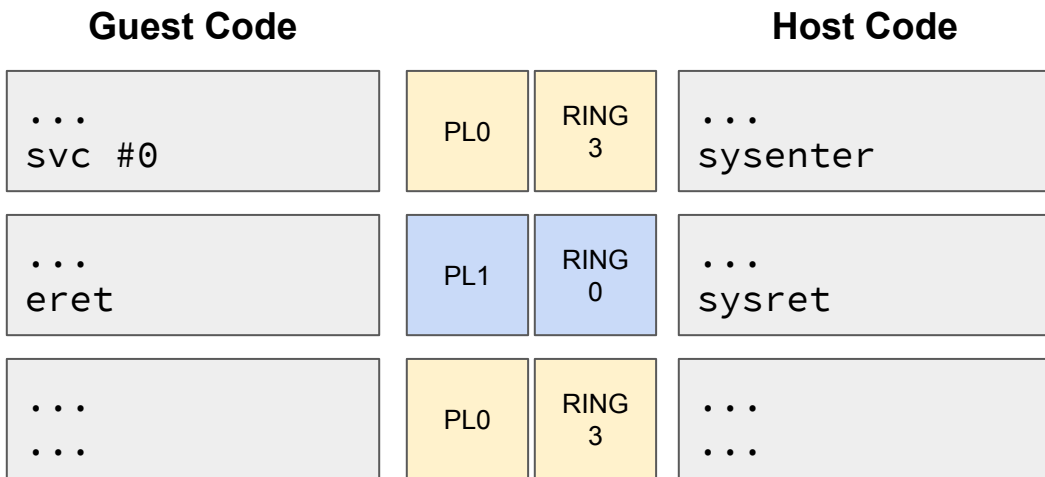 Guest Code
Host Code
...
svc #0
PL0
RING
3
...
sysenter
...
eret
PL1
RING
0
...
sysret
...
...
PL0
RING
3
...
...